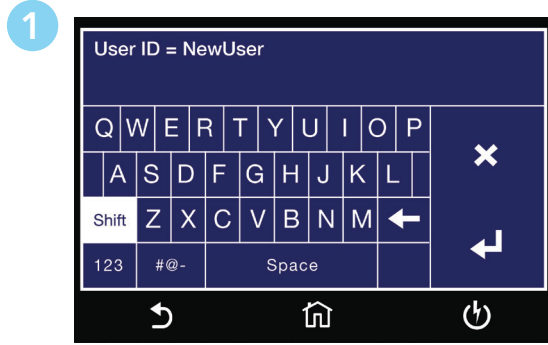 1
User ID = NewUser
Q W E R T Y U I O P
A S D F G H J K L
Shift Z X C V B N M
123 #@- Space